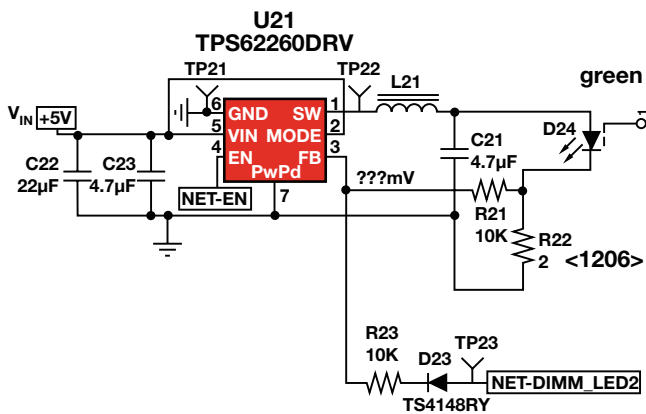 U21
TPS62260DRV
TP21
TP22
L21
green
VIN +5V
6 GND
SW 1
5 VIN
MODE 2
4 EN
FB 3
PwPd
7
C22
22µF
C23
4.7µF
NET-EN
C21
4.7µF
D24
1
???mV
R21
10K
R22
2
<1206>
R23
10K
D23
TS4148RY
TP23
NET-DIMM_LED2